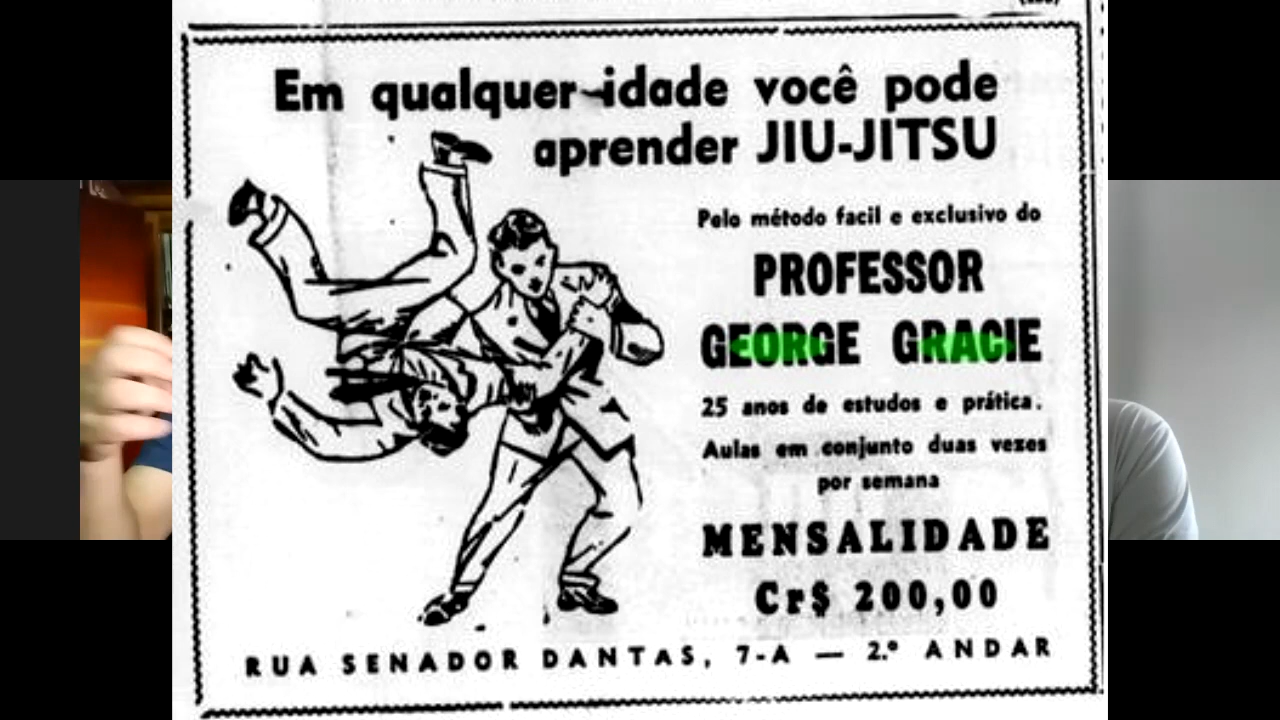 Em qualquer idade você pode
aprender JIU-JITSU
Pelo método facil e exclusivo do
PROFESSOR
GEORGE GRACIE
25 anos de estudos e prática.
Aulas em conjunto duas vezes
por semana
MENSALIDADE
Cr$ 200,00
RUA SENADOR DANTAS, 7-A — 2.º ANDAR